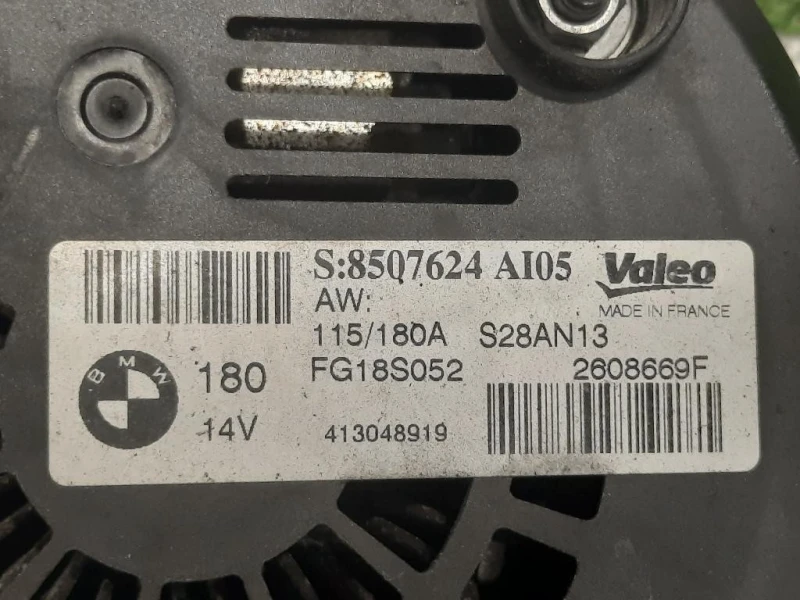 S:8507624 AI05 Valeo
AW: MADE IN FRANCE
115/180A S28AN13
BMW 180 FG18S052 2608669F
14V 413048919